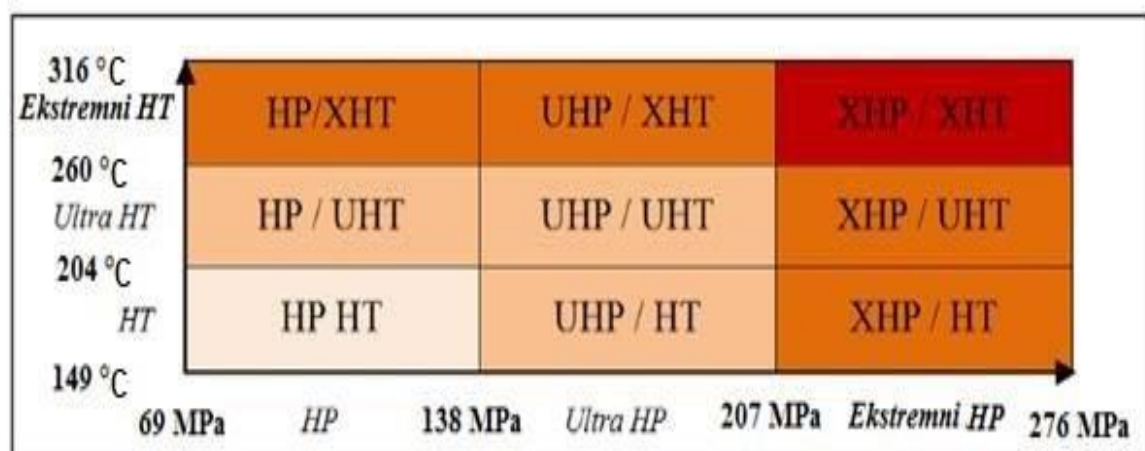 316 °C
Ekstremni HT
HP/XHT
UHP / XHT
XHP / XHT
260 °C
Ultra HT
HP / UHT
UHP / UHT
XHP / UHT
204 °C
HT
HP HT
UHP / HT
XHP / HT
149 °C
69 MPa
HP
138 MPa
Ultra HP
207 MPa
Ekstremni HP
276 MPa